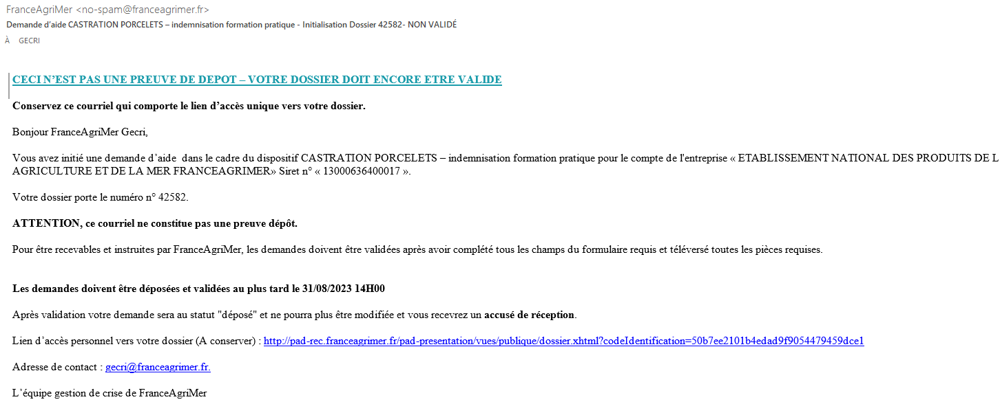 FranceAgriMer <no-spam@franceagrimer.fr>
Demande d'aide CASTRATION PORCELETS – indemnisation formation pratique - Initialisation Dossier 42582- NON VALIDÉ
À GECRI
CECI N'EST PAS UNE PREUVE DE DEPOT – VOTRE DOSSIER DOIT ENCORE ETRE VALIDE
Conservez ce courriel qui comporte le lien d'accès unique vers votre dossier.
Bonjour FranceAgriMer Gecri,
Vous avez initié une demande d'aide  dans le cadre du dispositif CASTRATION PORCELETS – indemnisation formation pratique pour le compte de l'entreprise « ETABLISSEMENT NATIONAL DES PRODUITS DE L
AGRICULTURE ET DE LA MER FRANCEAGRIMER» Siret n° « 13000636400017 ».
Votre dossier porte le numéro n° 42582.
ATTENTION, ce courriel ne constitue pas une preuve dépôt.
Pour être recevables et instruites par FranceAgriMer, les demandes doivent être validées après avoir complété tous les champs du formulaire requis et téléversé toutes les pièces requises.
Les demandes doivent être déposées et validées au plus tard le 31/08/2023 14H00
Après validation votre demande sera au statut "déposé" et ne pourra plus être modifiée et vous recevrez un accusé de réception.
Lien d'accès personnel vers votre dossier (A conserver) : http://pad-rec.franceagrimer.fr/pad-presentation/vues/publique/dossier.xhtml?codeIdentification=50b7ee2101b4edad9f9054479459dce1
Adresse de contact : gecri@franceagrimer.fr.
L'équipe gestion de crise de FranceAgriMer